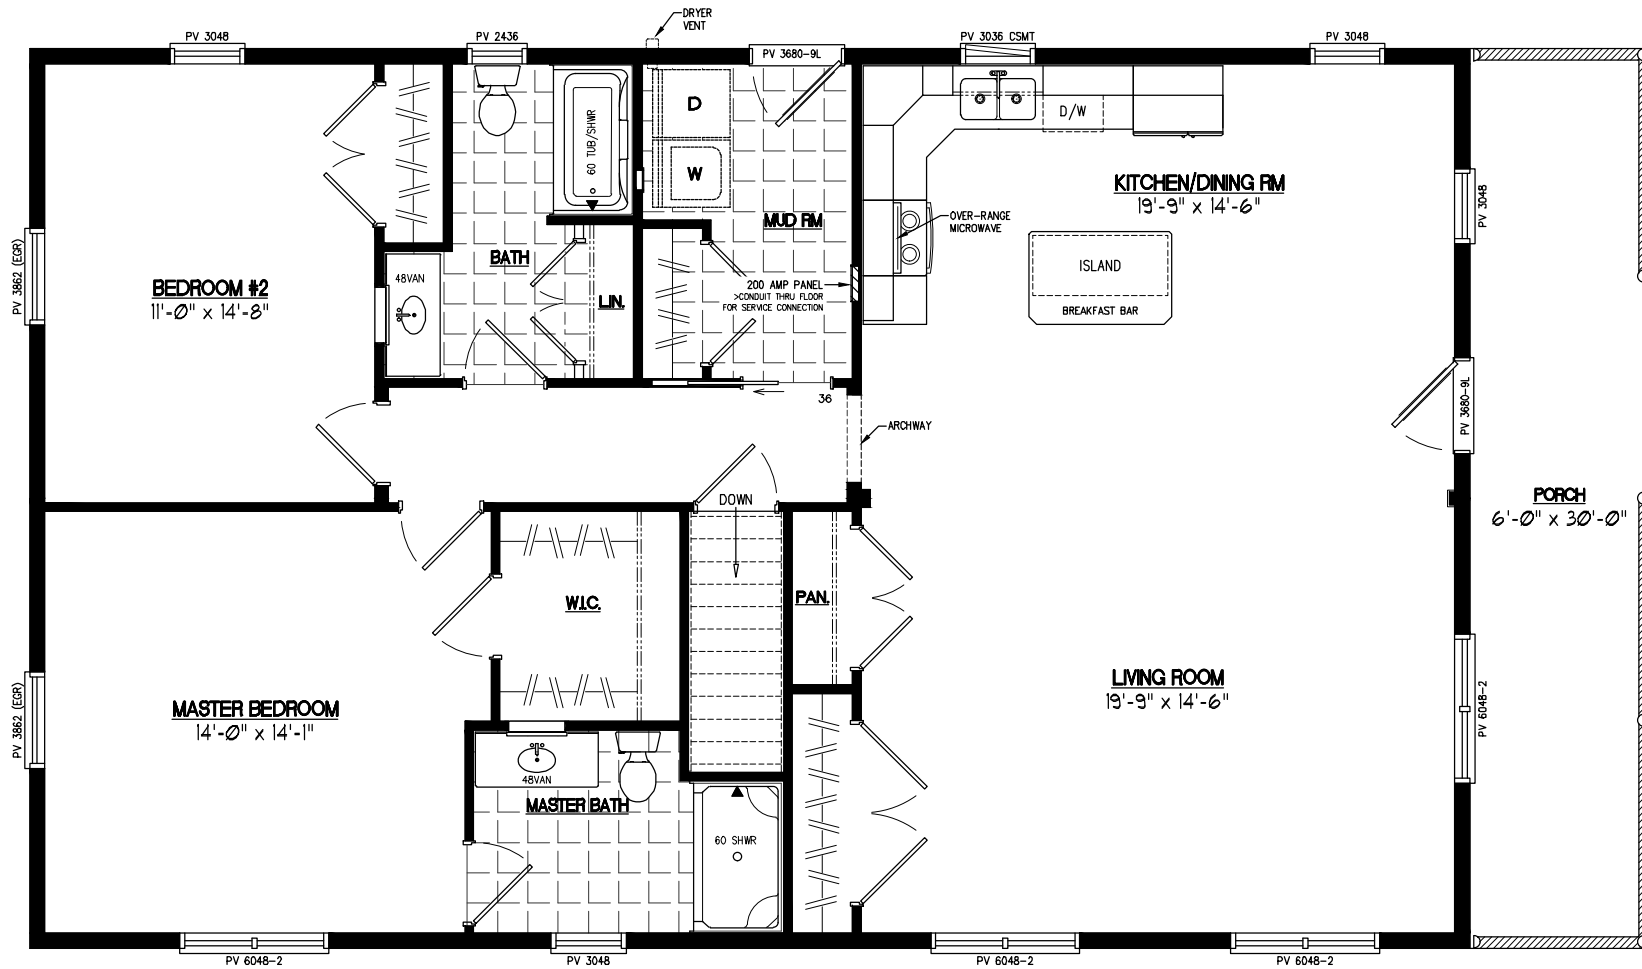 DRYER
VENT
PV 3048
PV 2436
PV 3680-9L
PV 3036 CSMT
PV 3048
D
W
60 TUB/SHWR
D/W
KITCHEN/DINING RM
19'-9" x 14'-6"
PV 3048
OVER-RANGE
MICROWAVE
MUD RM
BATH
48VAN
LIN.
200 AMP PANEL
>CONDUIT THRU FLOOR
FOR SERVICE CONNECTION
ISLAND
BREAKFAST BAR
PV 3862 (EGR)
BEDROOM #2
11'-0" x 14'-8"
36
ARCHWAY
PV 3680-9L
DOWN
PORCH
6'-0" x 30'-0"
W.I.C.
PAN.
LIVING ROOM
19'-9" x 14'-6"
PV 6048-2
PV 3862 (EGR)
MASTER BEDROOM
14'-0" x 14'-1"
48VAN
MASTER BATH
60 SHWR
PV 6048-2
PV 3048
PV 6048-2
PV 6048-2